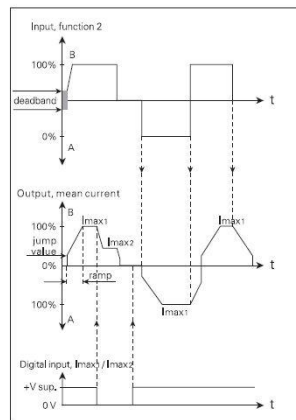 Input, function 2
B
100%
deadband
t
0%
A
Output, mean current
B
100%
Imax1
Imax1
jump
value
Imax2
0%
t
ramp
100%
Imax1
A
Digital input, Imax1/Imax2
+V sup.
0 V
t